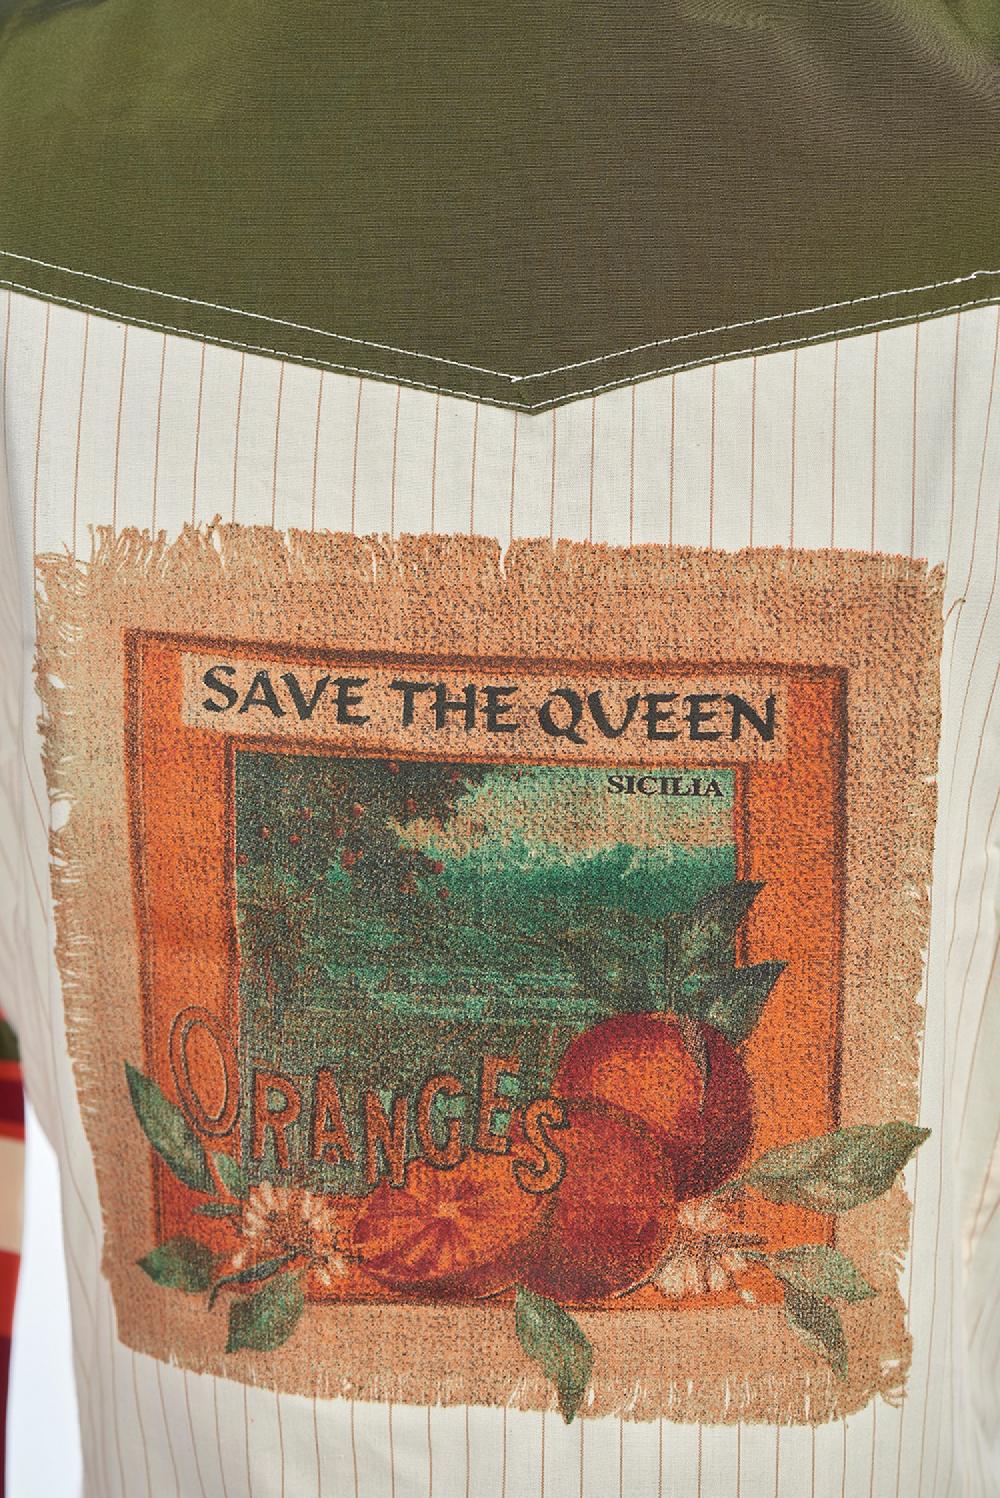 SAVE THE QUEEN
SICILIA
ORANGES